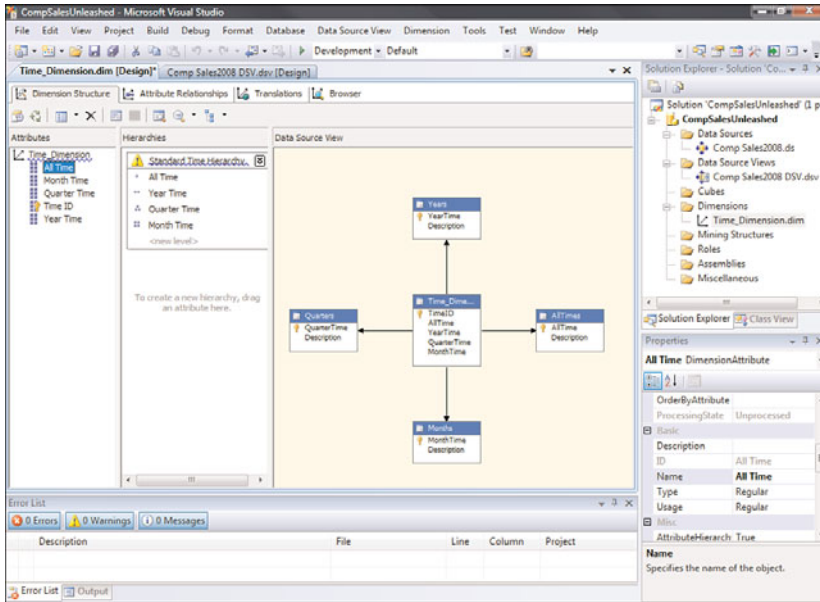 CompSalesUnleashed - Microsoft Visual Studio
File Edit View Project Build Debug Format Database Data Source View Dimension Tools Test Window Help
Development Default
Time_Dimension.dim [Design]* Comp Sales2008 DSV.dsv [Design]
Dimension Structure Attribute Relationships Translations Browser
Attributes
Time_Dimension
All Time
Month Time
Quarter Time
Time ID
Year Time
Hierarchies
Standard Time Hierarchy
All Time
Year Time
Quarter Time
Month Time
<new level>
To create a new hierarchy, drag
an attribute here.
Data Source View
Years
YearTime
Description
Quarters
QuarterTime
Description
Time_Dime...
TimeID
AllTime
YearTime
QuarterTime
MonthTime
AllTimes
AllTime
Description
Months
MonthTime
Description
Solution Explorer - Solution 'Co...
Solution 'CompSalesUnleashed' (1 p
CompSalesUnleashed
Data Sources
Comp Sales2008.ds
Data Source Views
Comp Sales2008 DSV.dsv
Cubes
Dimensions
Time_Dimension.dim
Mining Structures
Roles
Assemblies
Miscellaneous
Solution Explorer Class View
Properties
All Time DimensionAttribute
OrderByAttribute
ProcessingState Unprocessed
Basic
Description
ID All Time
Name All Time
Type Regular
Usage Regular
Misc
AttributeHierarch True
Name
Specifies the name of the object.
Error List
0 Errors 0 Warnings 0 Messages
Description File Line Column Project
Error List Output